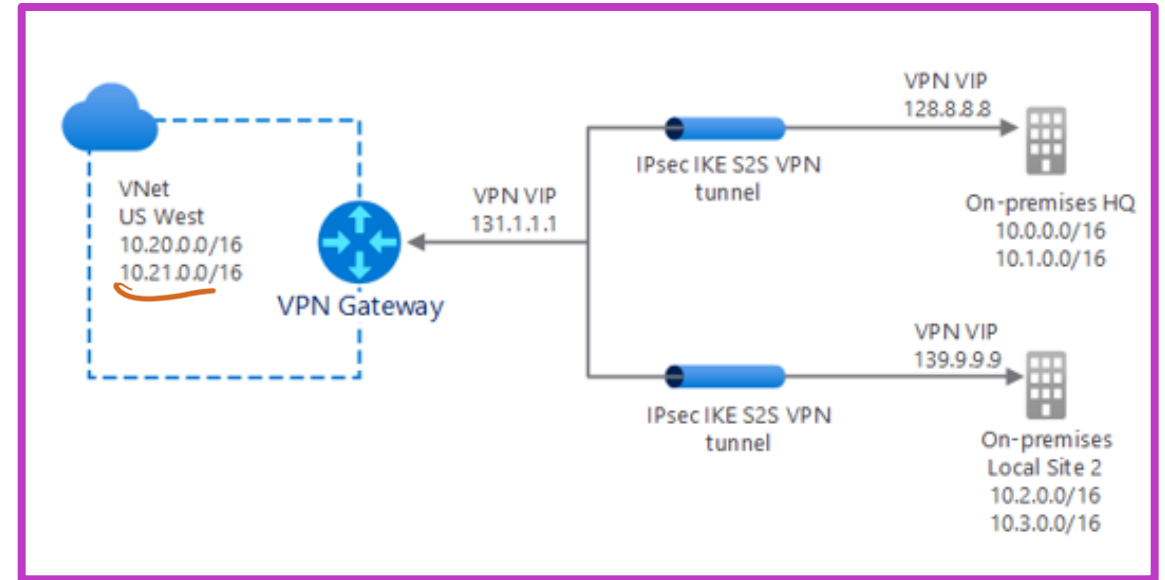 VNet
US West
10.20.0.0/16
10.21.0.0/16
VPN Gateway
VPN VIP
131.1.1.1
IPsec IKE S2S VPN
tunnel
VPN VIP
128.8.8.8
On-premises HQ
10.0.0.0/16
10.1.0.0/16
IPsec IKE S2S VPN
tunnel
VPN VIP
139.9.9.9
On-premises
Local Site 2
10.2.0.0/16
10.3.0.0/16